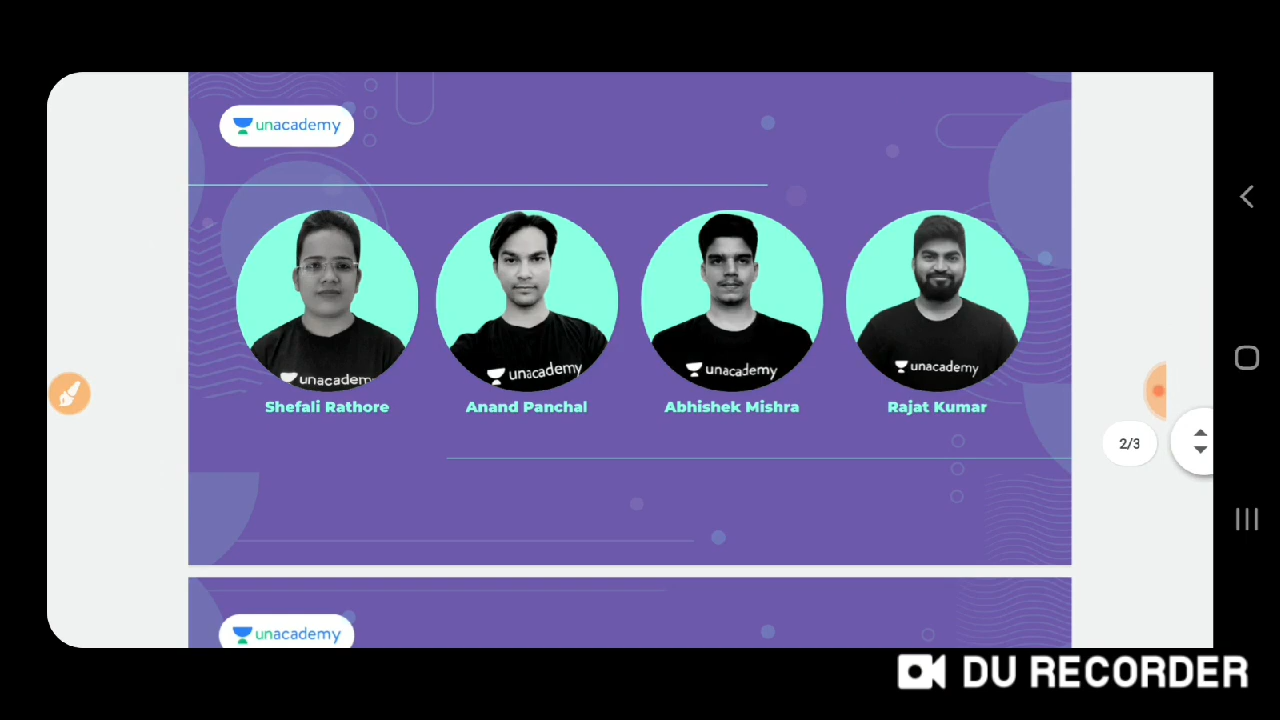 unacademy
unacademy
unacademy
unacademy
unacademy
Shefali Rathore
Anand Panchal
Abhishek Mishra
Rajat Kumar
2/3
unacademy
DU RECORDER